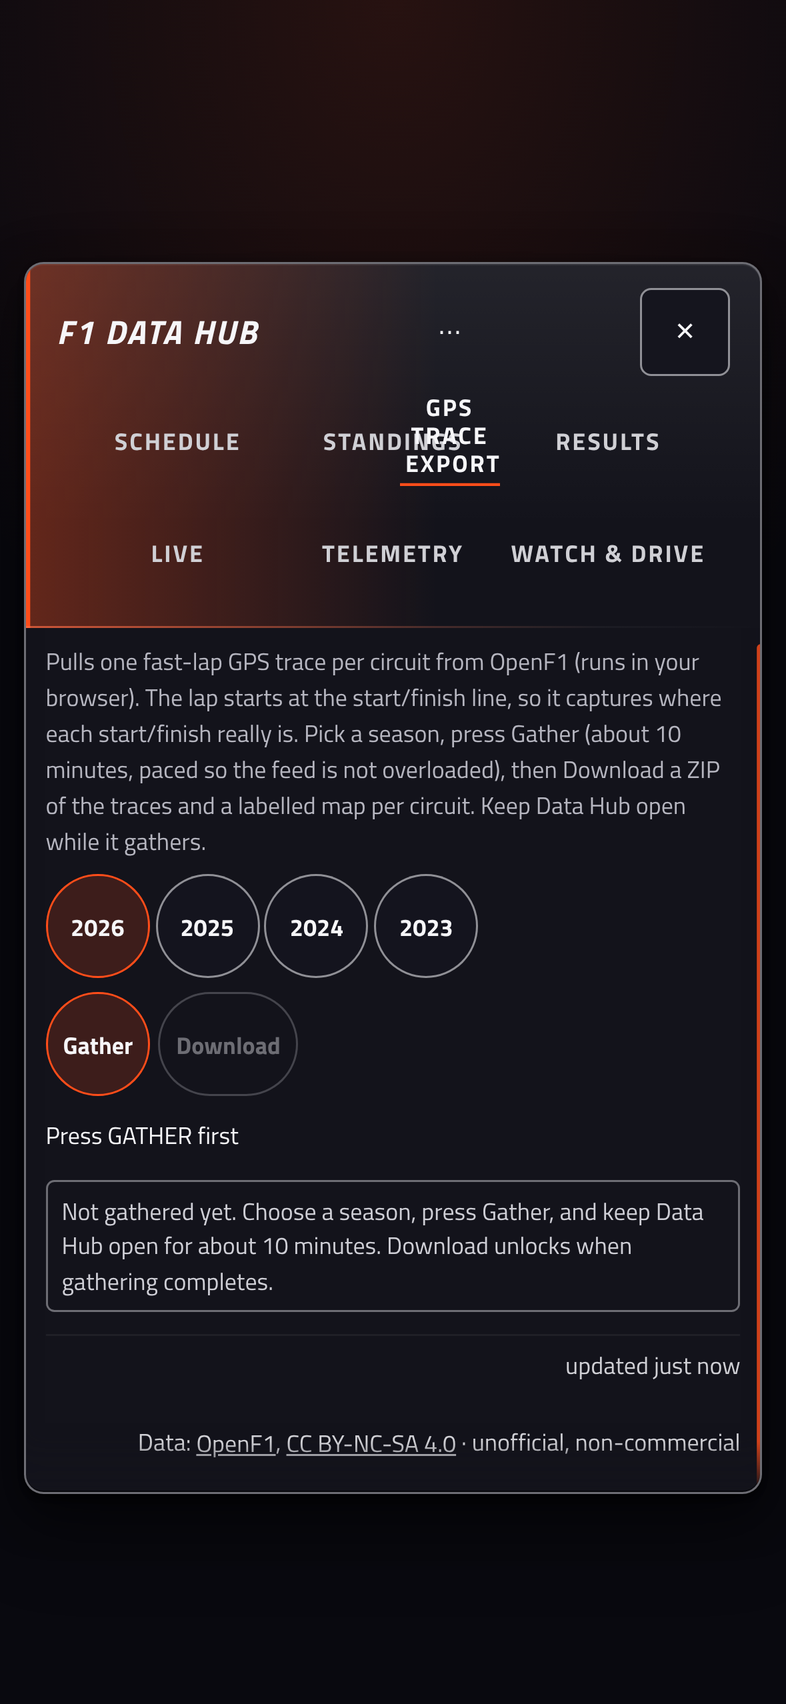 F1 DATA HUB
...
×
GPS
TRACE
EXPORT
SCHEDULE
STANDINGS
RESULTS
LIVE
TELEMETRY
WATCH & DRIVE
Pulls one fast-lap GPS trace per circuit from OpenF1 (runs in your
browser). The lap starts at the start/finish line, so it captures where
each start/finish really is. Pick a season, press Gather (about 10
minutes, paced so the feed is not overloaded), then Download a ZIP
of the traces and a labelled map per circuit. Keep Data Hub open
while it gathers.
2026
2025
2024
2023
Gather
Download
Press GATHER first
Not gathered yet. Choose a season, press Gather, and keep Data
Hub open for about 10 minutes. Download unlocks when
gathering completes.
updated just now
Data: OpenF1, CC BY-NC-SA 4.0 · unofficial, non-commercial